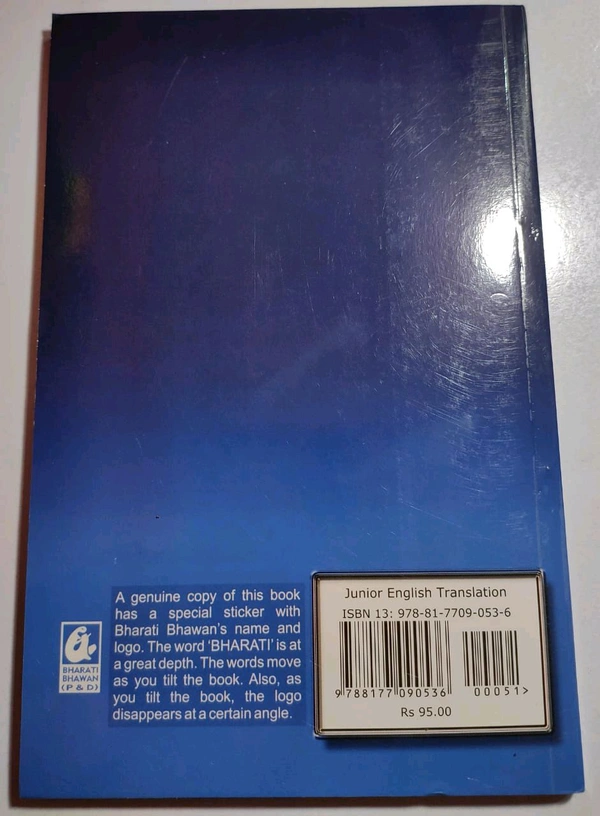 A genuine copy of this book
has a special sticker with
Bharati Bhawan's name and
logo. The word 'BHARATI' is at
a great depth. The words move
as you tilt the book. Also, as
you tilt the book, the logo
disappears at a certain angle.
BHARATI
BHAWAN
(P & D)
Junior English Translation
ISBN 13: 978-81-7709-053-6
9 788177 090536
00051>
Rs 95.00